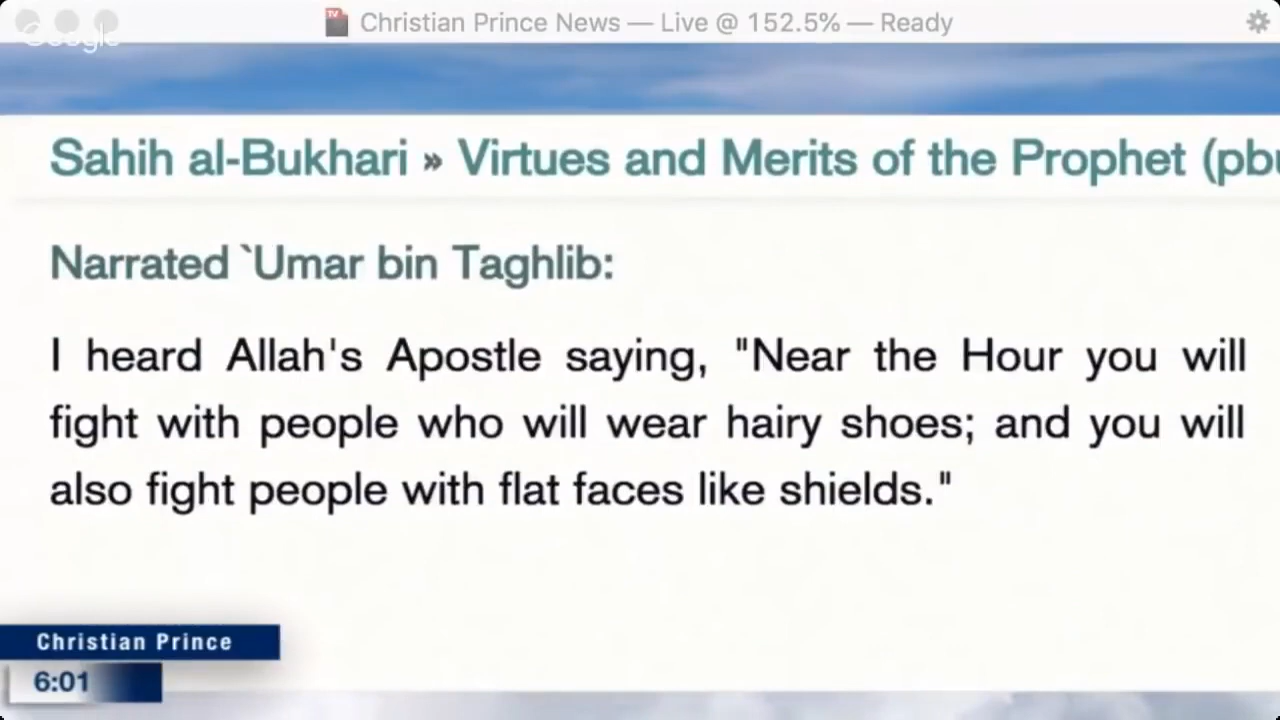 Christian Prince News — Live @ 152.5% — Ready
Google
Sahih al-Bukhari » Virtues and Merits of the Prophet (pb
Narrated `Umar bin Taghlib:
I heard Allah's Apostle saying, "Near the Hour you will
fight with people who will wear hairy shoes; and you will
also fight people with flat faces like shields."
Christian Prince
6:01